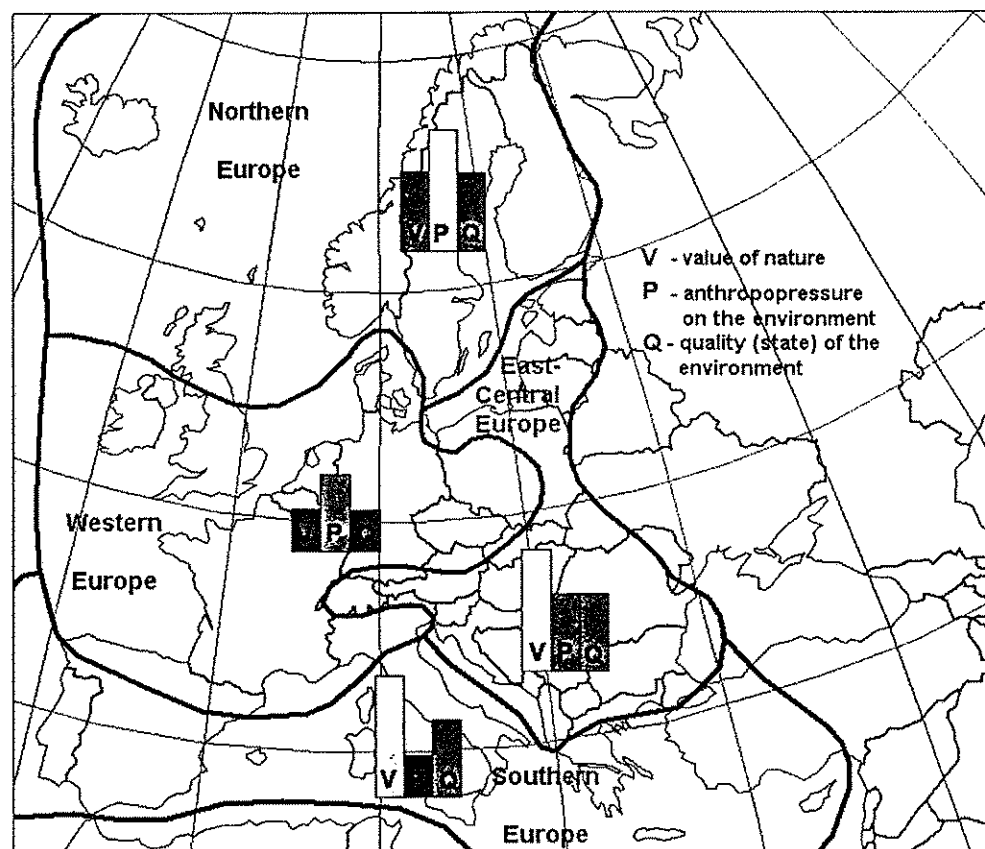 Northern
Europe
V P Q
V - value of nature
P - anthropopressure
on the environment
Q - quality (state) of the
environment
East-
Central
Europe
P
Western
Europe
V P Q
V Q
Southern
Europe